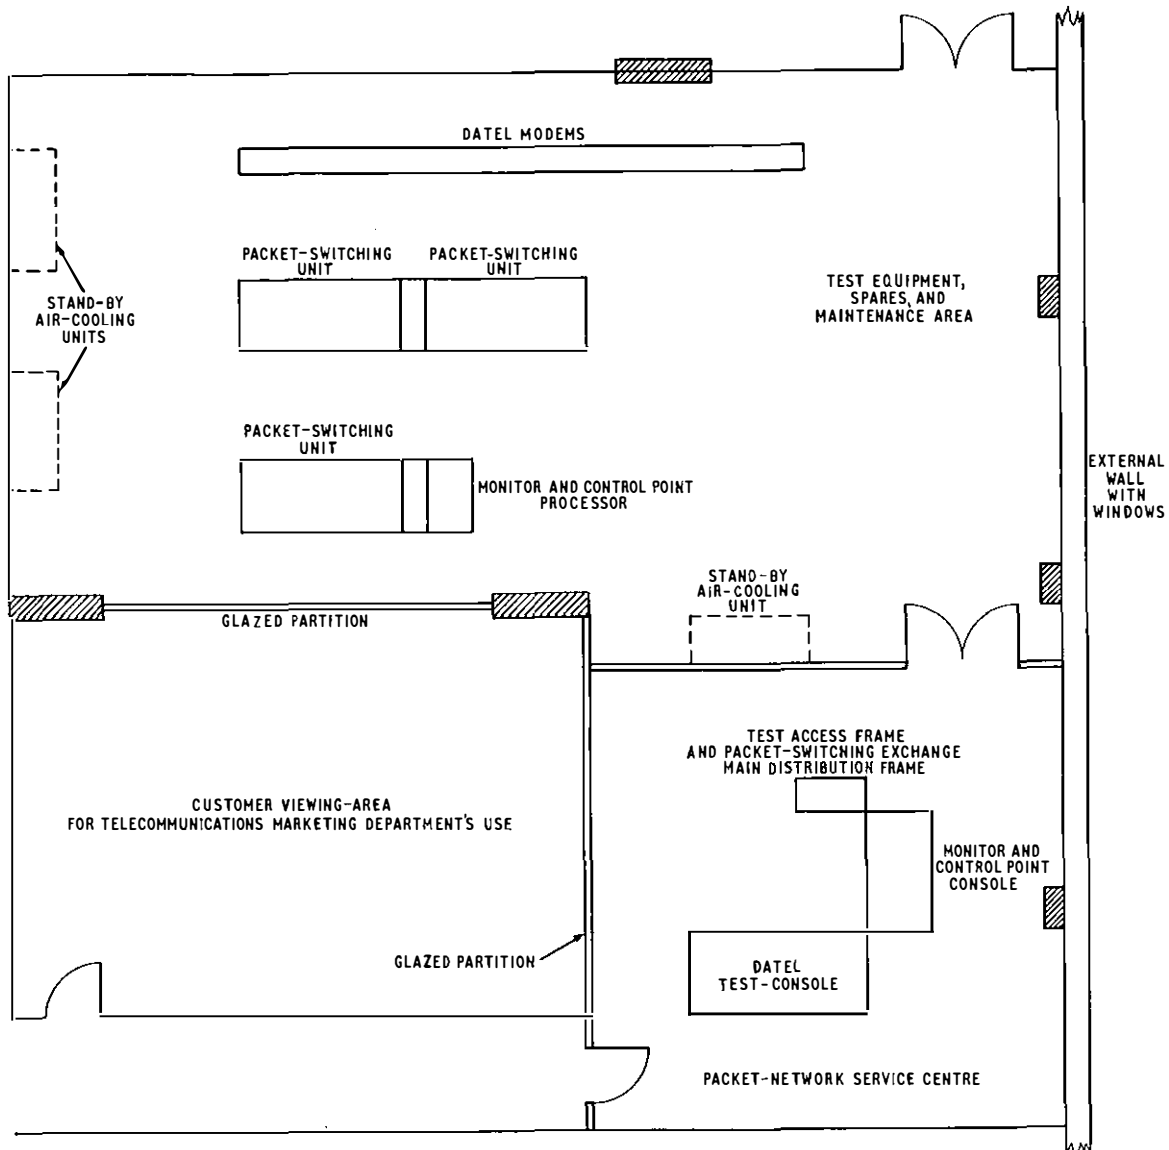 DATEL MODEMS
PACKET-SWITCHING
UNIT
PACKET-SWITCHING
UNIT
TEST EQUIPMENT,
SPARES, AND
MAINTENANCE AREA
STAND-BY
AIR-COOLING
UNITS
PACKET-SWITCHING
UNIT
MONITOR AND CONTROL POINT
PROCESSOR
EXTERNAL
WALL
WITH
WINDOWS
STAND-BY
AIR-COOLING
UNIT
GLAZED PARTITION
TEST ACCESS FRAME
AND PACKET-SWITCHING EXCHANGE
MAIN DISTRIBUTION FRAME
CUSTOMER VIEWING-AREA
FOR TELECOMMUNICATIONS MARKETING DEPARTMENT'S USE
MONITOR AND
CONTROL POINT
CONSOLE
GLAZED PARTITION
DATEL
TEST-CONSOLE
PACKET-NETWORK SERVICE CENTRE